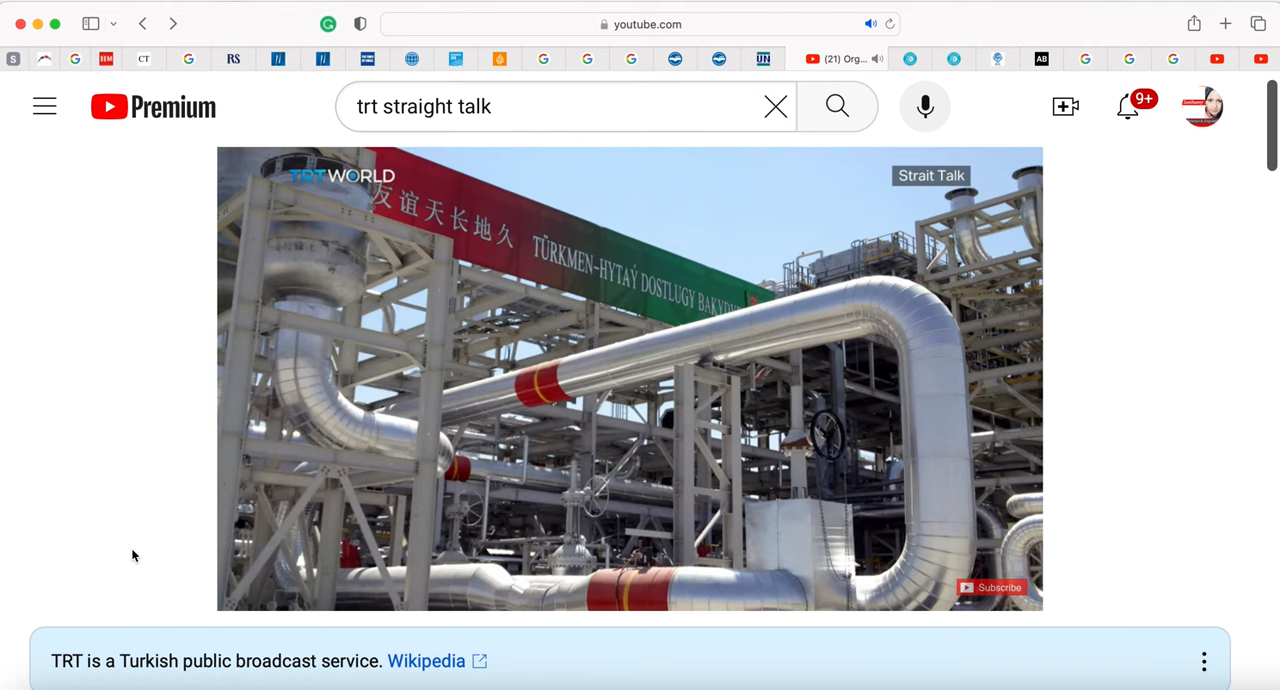 youtube.com
S
HM
CT
RS
UN
(21) Org...
AB
Premium
trt straight talk
9+
TRT WORLD
Strait Talk
友谊天长地久
TÜRKMEN-HYTAÝ DOSTLUGY
Subscribe
TRT is a Turkish public broadcast service. Wikipedia